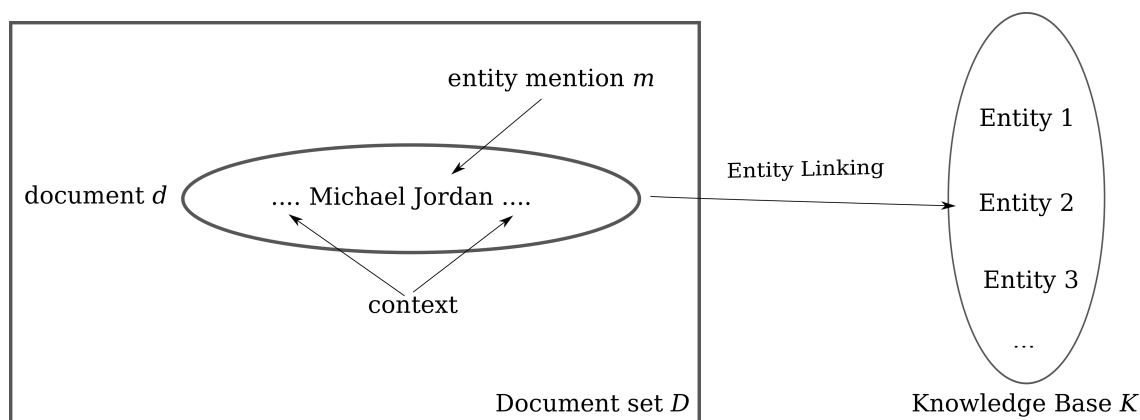 entity mention m
document d
.... Michael Jordan ....
context
Document set D
Entity Linking
Entity 1
Entity 2
Entity 3
...
Knowledge Base K